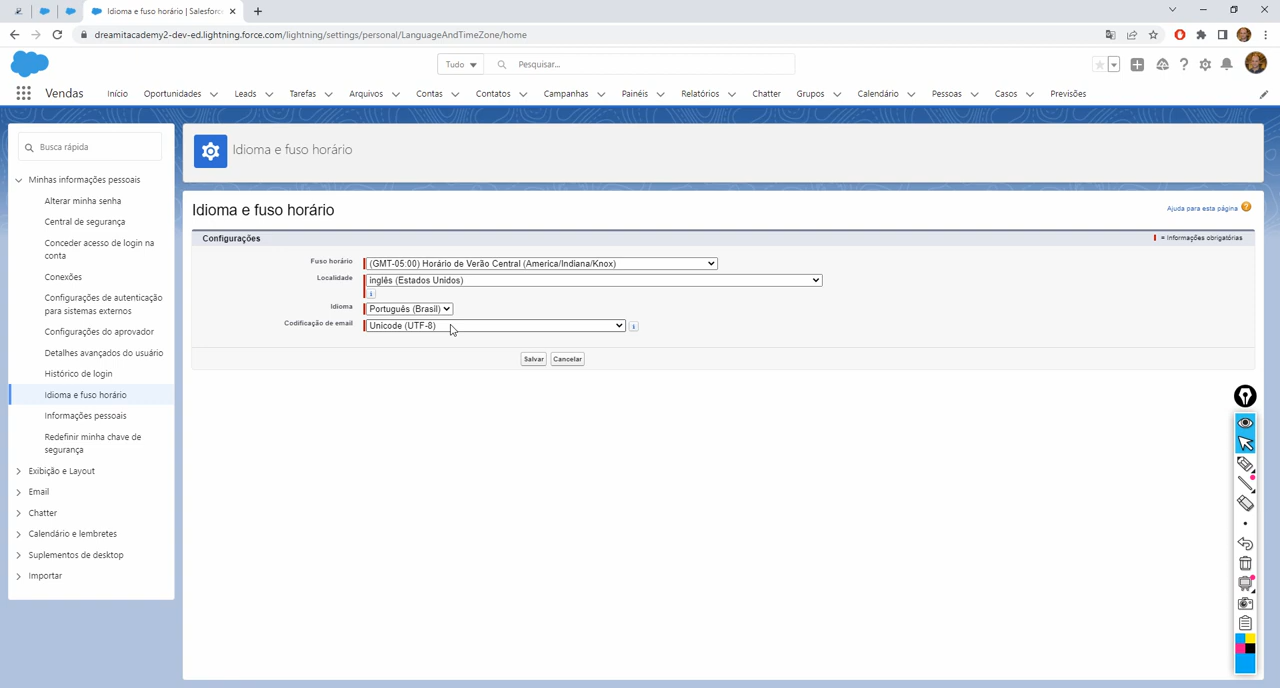 Idioma e fuso horário | Salesforce
dreamitacademy2-dev-ed.lightning.force.com/lightning/settings/personal/LanguageAndTimeZone/home
Tudo
Pesquisar...
Vendas
Início
Oportunidades
Leads
Tarefas
Arquivos
Contas
Contatos
Campanhas
Painéis
Relatórios
Chatter
Grupos
Calendário
Pessoas
Casos
Previsões
Busca rápida
Minhas informações pessoais
Alterar minha senha
Central de segurança
Conceder acesso de login na
conta
Conexões
Configurações de autenticação
para sistemas externos
Configurações do aprovador
Detalhes avançados do usuário
Histórico de login
Idioma e fuso horário
Informações pessoais
Redefinir minha chave de
segurança
Exibição e Layout
Email
Chatter
Calendário e lembretes
Suplementos de desktop
Importar
Idioma e fuso horário
Idioma e fuso horário
Ajuda para esta página
Configurações
= Informações obrigatórias
Fuso horário (GMT-05:00) Horário de Verão Central (America/Indiana/Knox)
Localidade inglês (Estados Unidos)
Idioma Português (Brasil)
Codificação de email Unicode (UTF-8)
Salvar Cancelar